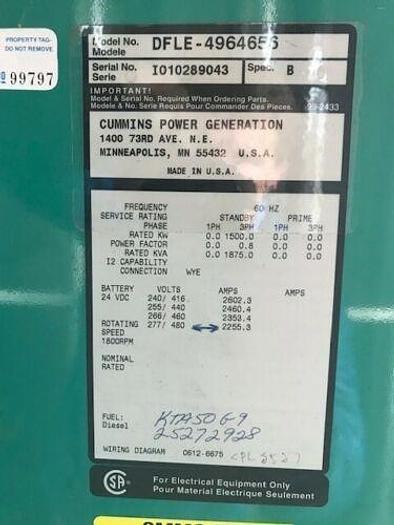 PROPERTY TAG-
DO NOT REMOVE
99797
Model No. DFLE-4964656
Modele
Serial No. I010289043 Spec. B
Serie
IMPORTANT!
Model & Serial No. Required When Ordering Parts.
Modele & No. Serie Requis Pour Commander Des Pieces. 99-2433
CUMMINS POWER GENERATION
1400 73RD AVE. N.E.
MINNEAPOLIS, MN 55432 U.S.A.
MADE IN U.S.A.
FREQUENCY 60 HZ
SERVICE RATING STANDBY PRIME
PHASE 1PH 3PH 1PH 3PH
RATED KW 0.0 1500.0 0.0 0.0
POWER FACTOR 0.0 0.8 0.0 0.0
RATED KVA 0.0 1875.0 0.0 0.0
I2 CAPABILITY
CONNECTION WYE
BATTERY VOLTS AMPS AMPS
24 VDC 240/ 416 2602.3
255/ 440 2460.4
266/ 460 2353.4
ROTATING 277/ 480 2255.3
SPEED
1800RPM
NOMINAL
RATED
FUEL: KTA50G9
Diesel 25272928
WIRING DIAGRAM 0612-6675 CPL 2527
For Electrical Equipment Only
Pour Material Electrique Seulement